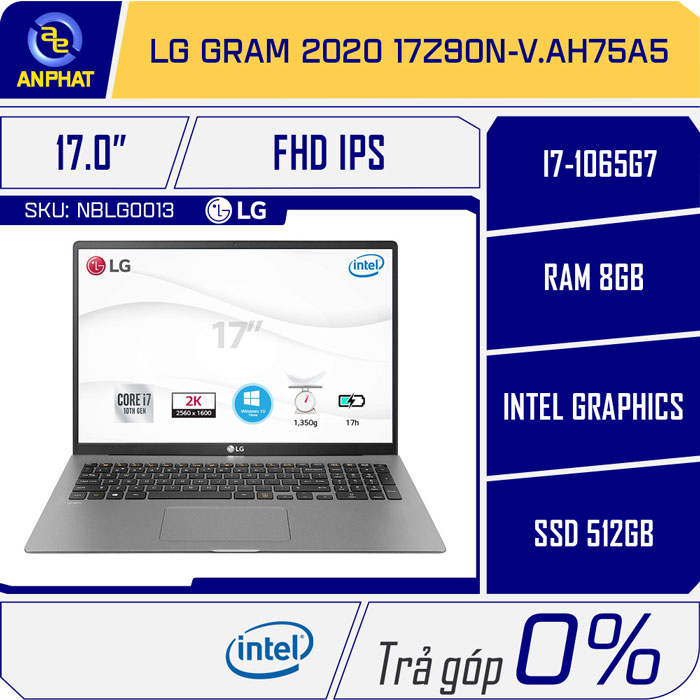 ae
ANPHAT
LG GRAM 2020 17Z90N-V.AH75A5
17.0"
FHD IPS
I7-1065G7
SKU: NBLG0013
LG
RAM 8GB
INTEL GRAPHICS
SSD 512GB
LG
intel
17"
CORE i7
10TH GEN
2K
2560 x 1600
Windows 10
Home
1,350g
17h
LG
intel
Trả góp 0%